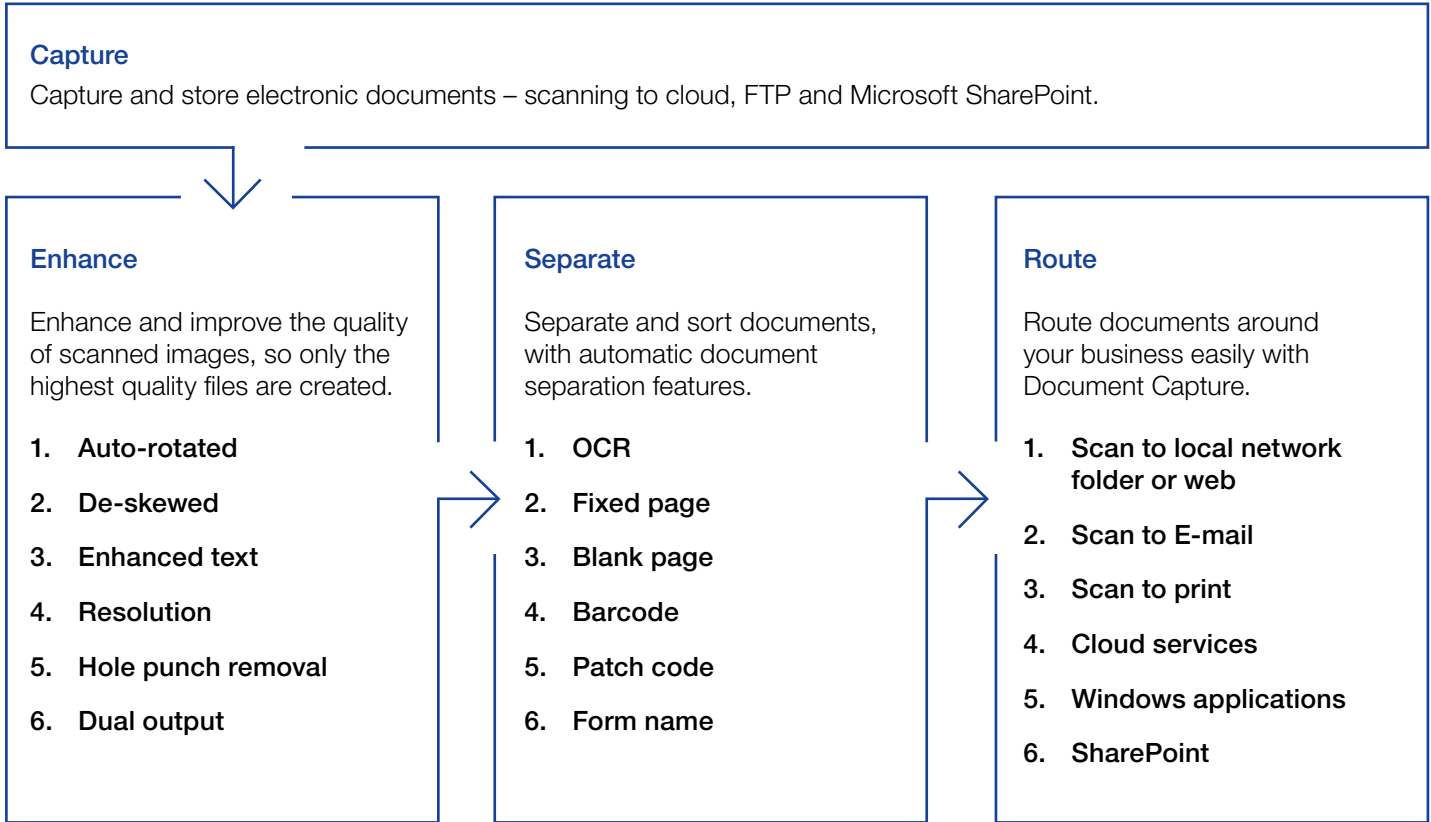 Capture
Capture and store electronic documents – scanning to cloud, FTP and Microsoft SharePoint.
Enhance
Enhance and improve the quality
of scanned images, so only the
highest quality files are created.
1. Auto-rotated
2. De-skewed
3. Enhanced text
4. Resolution
5. Hole punch removal
6. Dual output
Separate
Separate and sort documents,
with automatic document
separation features.
1. OCR
2. Fixed page
3. Blank page
4. Barcode
5. Patch code
6. Form name
Route
Route documents around
your business easily with
Document Capture.
1. Scan to local network
folder or web
2. Scan to E-mail
3. Scan to print
4. Cloud services
5. Windows applications
6. SharePoint